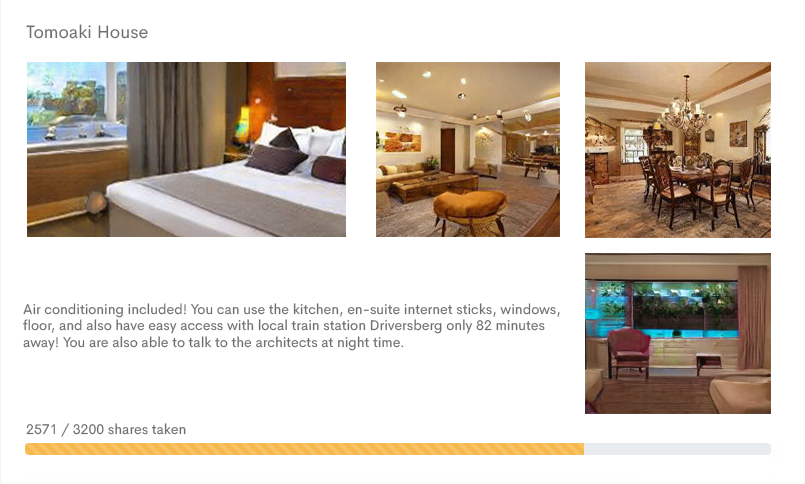 Tomoaki House
Air conditioning included! You can use the kitchen, en-suite internet sticks, windows,
floor, and also have easy access with local train station Driversberg only 82 minutes
away! You are also able to talk to the architects at night time.
2571 / 3200 shares taken